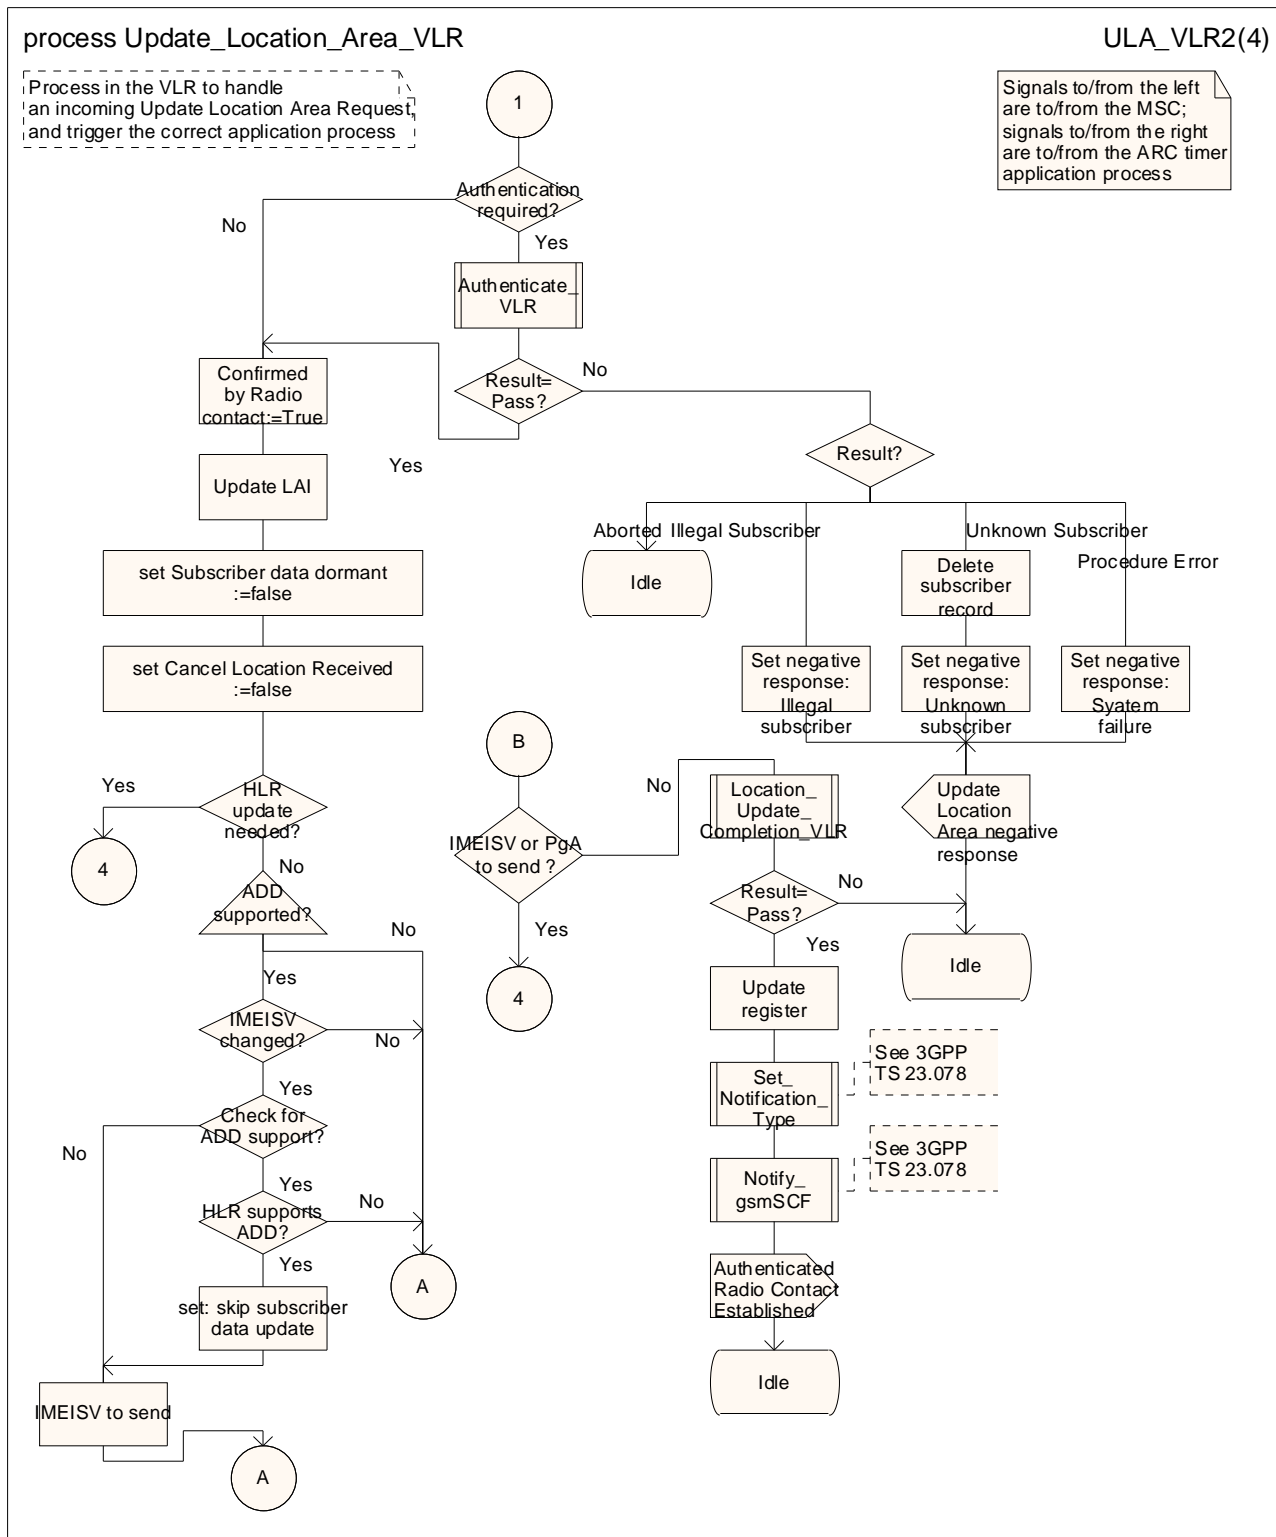 process Update_Location_Area_VLR
ULA_VLR2(4)
Process in the VLR to handle
an incoming Update Location Area Request,
and trigger the correct application process
Signals to/from the left
are to/from the MSC;
signals to/from the right
are to/from the ARC timer
application process
1
Authentication
required?
No
Yes
Authenticate_
VLR
Result=
Pass?
No
Yes
Confirmed
by Radio
contact:=True
Update LAI
set Subscriber data dormant
:=false
set Cancel Location Received
:=false
Result?
Aborted
Illegal Subscriber
Unknown Subscriber
Procedure Error
Idle
Delete
subscriber
record
Set negative
response:
Illegal
subscriber
Set negative
response:
Unknown
subscriber
Set negative
response:
Syatem
failure
Update
Location
Area negative
response
Idle
HLR
update
needed?
Yes
4
No
ADD
supported?
No
Yes
IMEISV
changed?
No
Yes
Check for
ADD support?
No
Yes
HLR supports
ADD?
No
Yes
set: skip subscriber
data update
A
IMEISV to send
A
B
IMEISV or PgA
to send ?
No
Yes
4
Location_
Update_
Completion_VLR
Result=
Pass?
No
Yes
Update
register
Set_
Notification_
Type
See 3GPP
TS 23.078
Notify_
gsmSCF
See 3GPP
TS 23.078
Authenticated
Radio Contact
Established
Idle